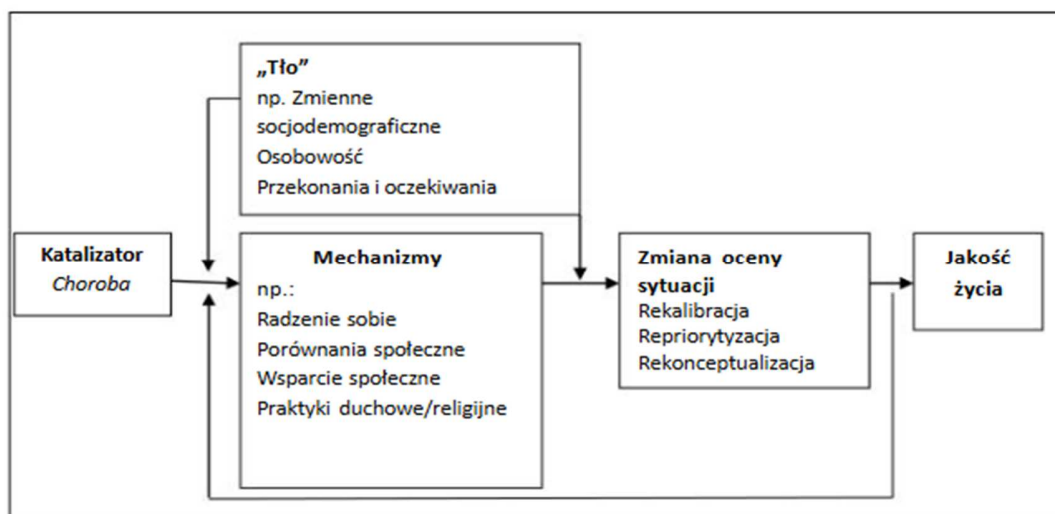 „Tło”
np. Zmienne
socjodemograficzne
Osobowość
Przekonania i oczekiwania
Katalizator
Choroba
Mechanizmy
np.:
Radzenie sobie
Porównania społeczne
Wsparcie społeczne
Praktyki duchowe/religijne
Zmiana oceny
sytuacji
Rekalibracja
Repriorytyzacja
Rekonceptualizacja
Jakość
życia